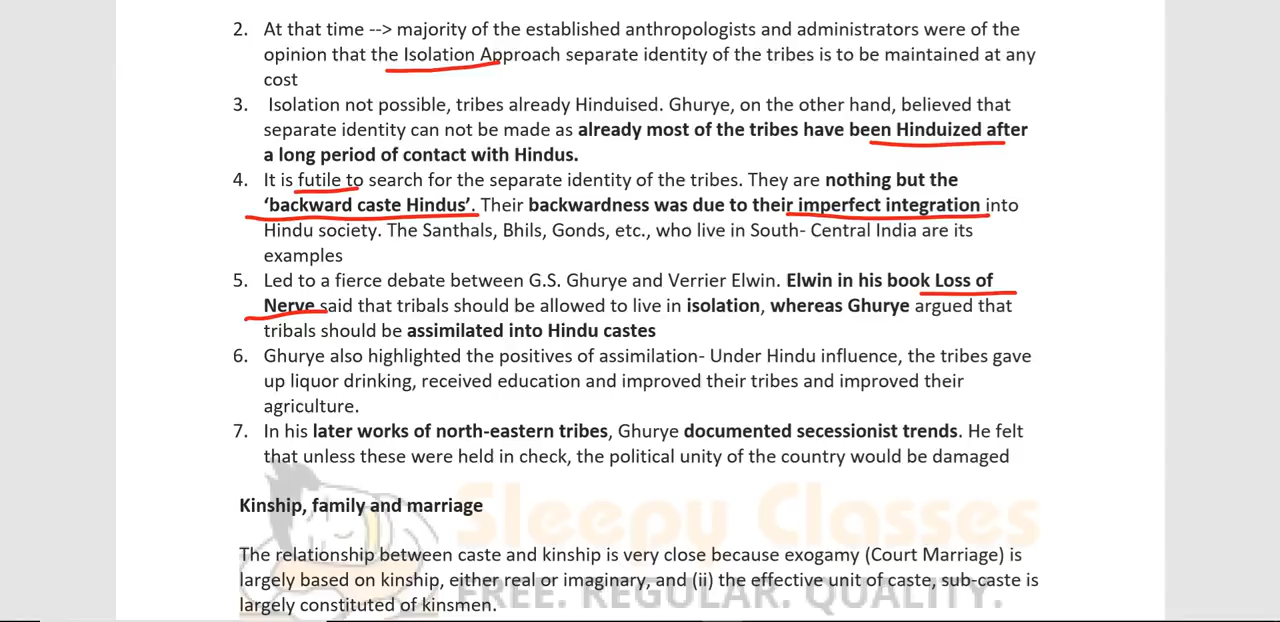 2. At that time --> majority of the established anthropologists and administrators were of the
opinion that the Isolation Approach separate identity of the tribes is to be maintained at any
cost
3. Isolation not possible, tribes already Hinduised. Ghurye, on the other hand, believed that
separate identity can not be made as already most of the tribes have been Hinduized after
a long period of contact with Hindus.
4. It is futile to search for the separate identity of the tribes. They are nothing but the
‘backward caste Hindus’. Their backwardness was due to their imperfect integration into
Hindu society. The Santhals, Bhils, Gonds, etc., who live in South- Central India are its
examples
5. Led to a fierce debate between G.S. Ghurye and Verrier Elwin. Elwin in his book Loss of
Nerve said that tribals should be allowed to live in isolation, whereas Ghurye argued that
tribals should be assimilated into Hindu castes
6. Ghurye also highlighted the positives of assimilation- Under Hindu influence, the tribes gave
up liquor drinking, received education and improved their tribes and improved their
agriculture.
7. In his later works of north-eastern tribes, Ghurye documented secessionist trends. He felt
that unless these were held in check, the political unity of the country would be damaged
Kinship, family and marriage
Sleepy Classes
The relationship between caste and kinship is very close because exogamy (Court Marriage) is
largely based on kinship, either real or imaginary, and (ii) the effective unit of caste, sub-caste is
FREE. REGULAR. QUALITY.
largely constituted of kinsmen.